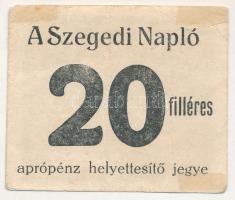 A Szegedi Napló
20 filléres
aprópénz helyettesítő jegye